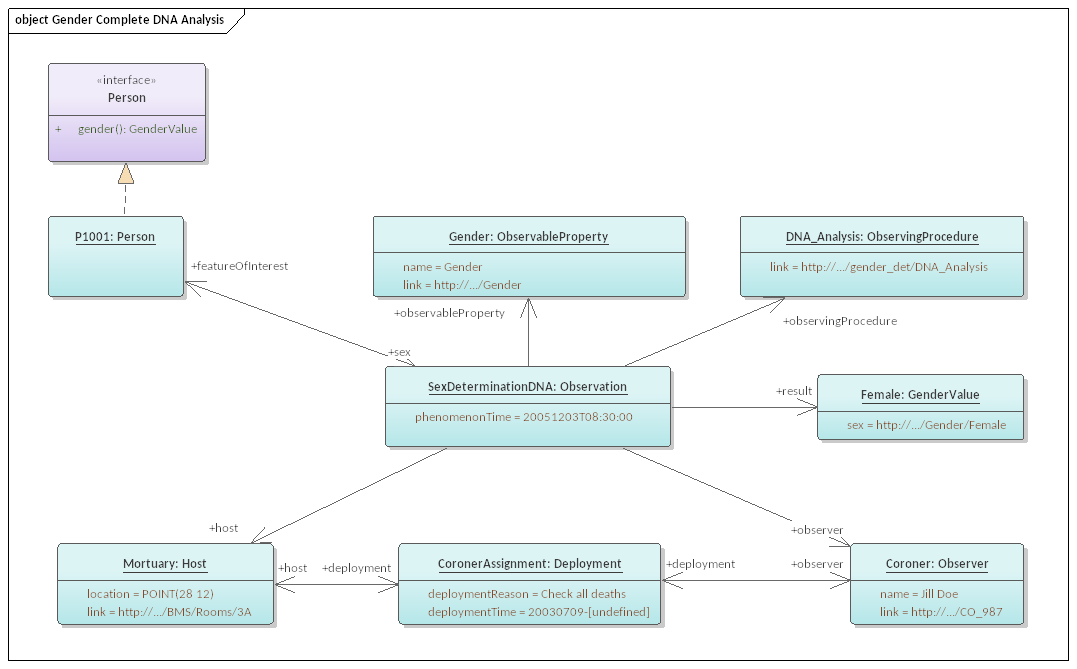 object Gender Complete DNA Analysis
«interface»
Person
+ gender(): GenderValue
P1001: Person
+featureOfInterest
Gender: ObservableProperty
name = Gender
link = http://.../Gender
+observableProperty
DNA_Analysis: ObservingProcedure
link = http://.../gender_det/DNA_Analysis
+observingProcedure
+sex
SexDeterminationDNA: Observation
phenomenonTime = 20051203T08:30:00
+result
Female: GenderValue
sex = http://.../Gender/Female
+host
+observer
Mortuary: Host
location = POINT(28 12)
link = http://.../BMS/Rooms/3A
+host
+deployment
CoronerAssignment: Deployment
deploymentReason = Check all deaths
deploymentTime = 20030709-[undefined]
+deployment
+observer
Coroner: Observer
name = Jill Doe
link = http://.../CO_987